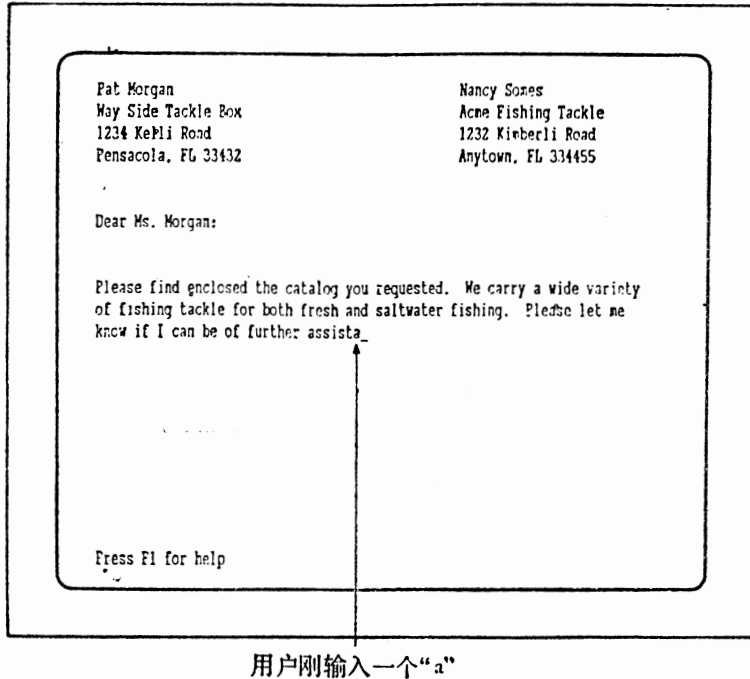 Pat Morgan
Way Side Tackle Box
1234 Road
Pensacola, FL 33432
Nancy Somes
Acme Fishing Tackle
1232 Kimberli Road
Anytown, FL 334455
Dear Ms. Morgan:
Please find enclosed the catalog you requested. We carry a wide variety
of fishing tackle for both fresh and saltwater fishing. Please let me
know if I can be of further assista_
Press F1 for help
用户刚输入一个“a”